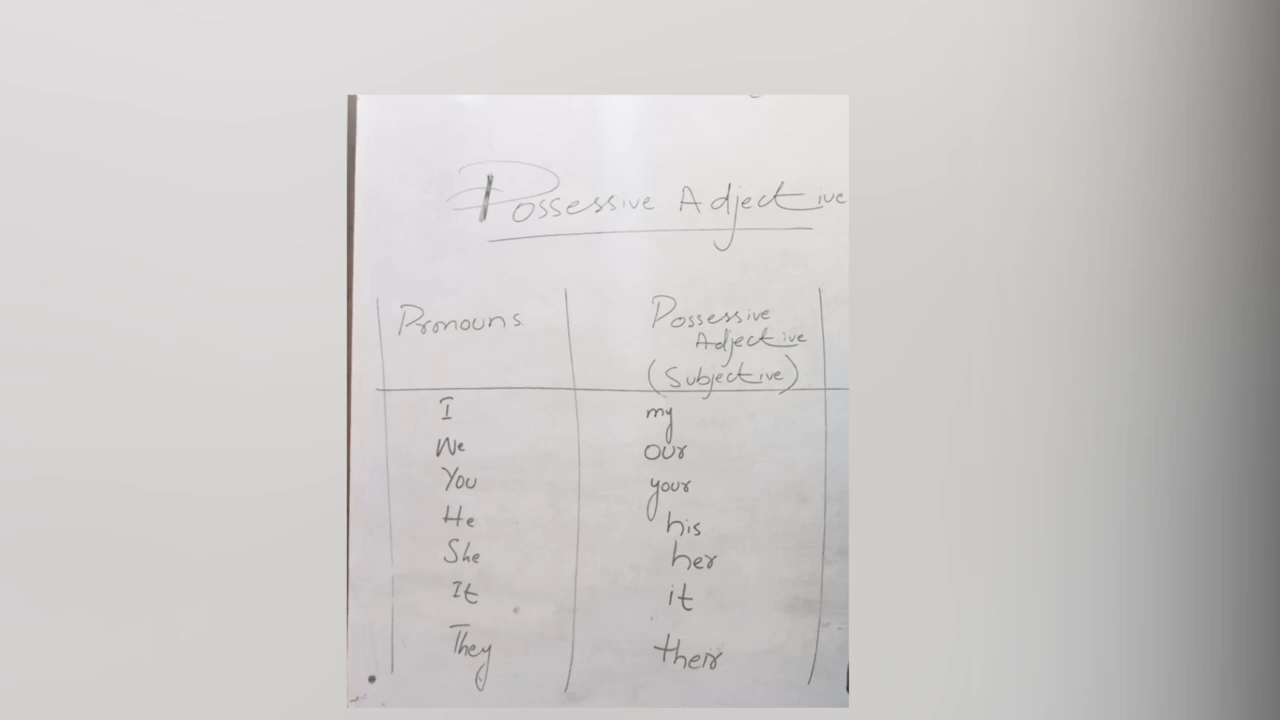 Possessive Adjective
Pronouns Possessive
Adjective
(Subjective)
I my
We our
You your
He his
She her
It it
They their